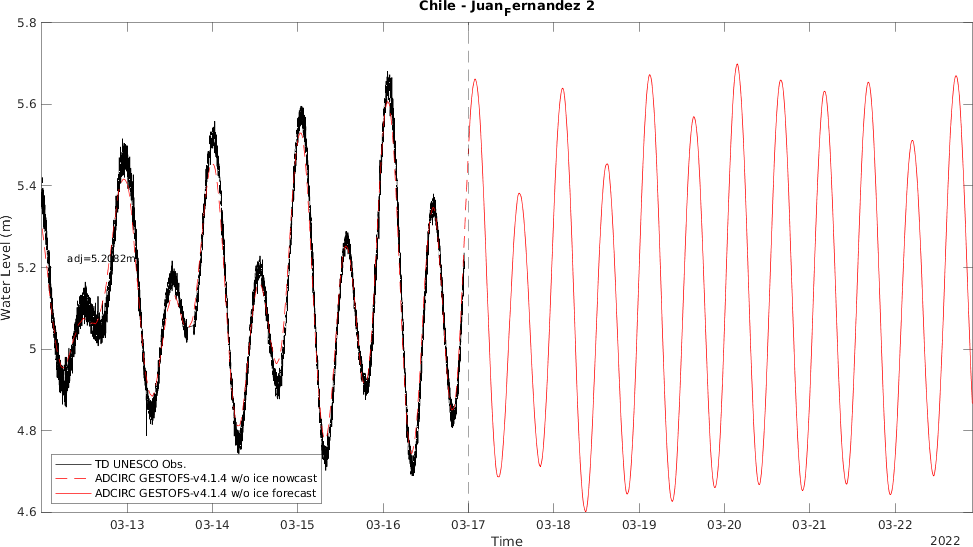 Chile - Juan_Fernandez 2
5.8
5.6
5.4
5.2
5
4.8
4.6
Water Level (m)
adj=5.2082m
TD UNESCO Obs.
ADCIRC GESTOFS-v4.1.4 w/o ice nowcast
ADCIRC GESTOFS-v4.1.4 w/o ice forecast
03-13
03-14
03-15
03-16
03-17
03-18
03-19
03-20
03-21
03-22
Time
2022